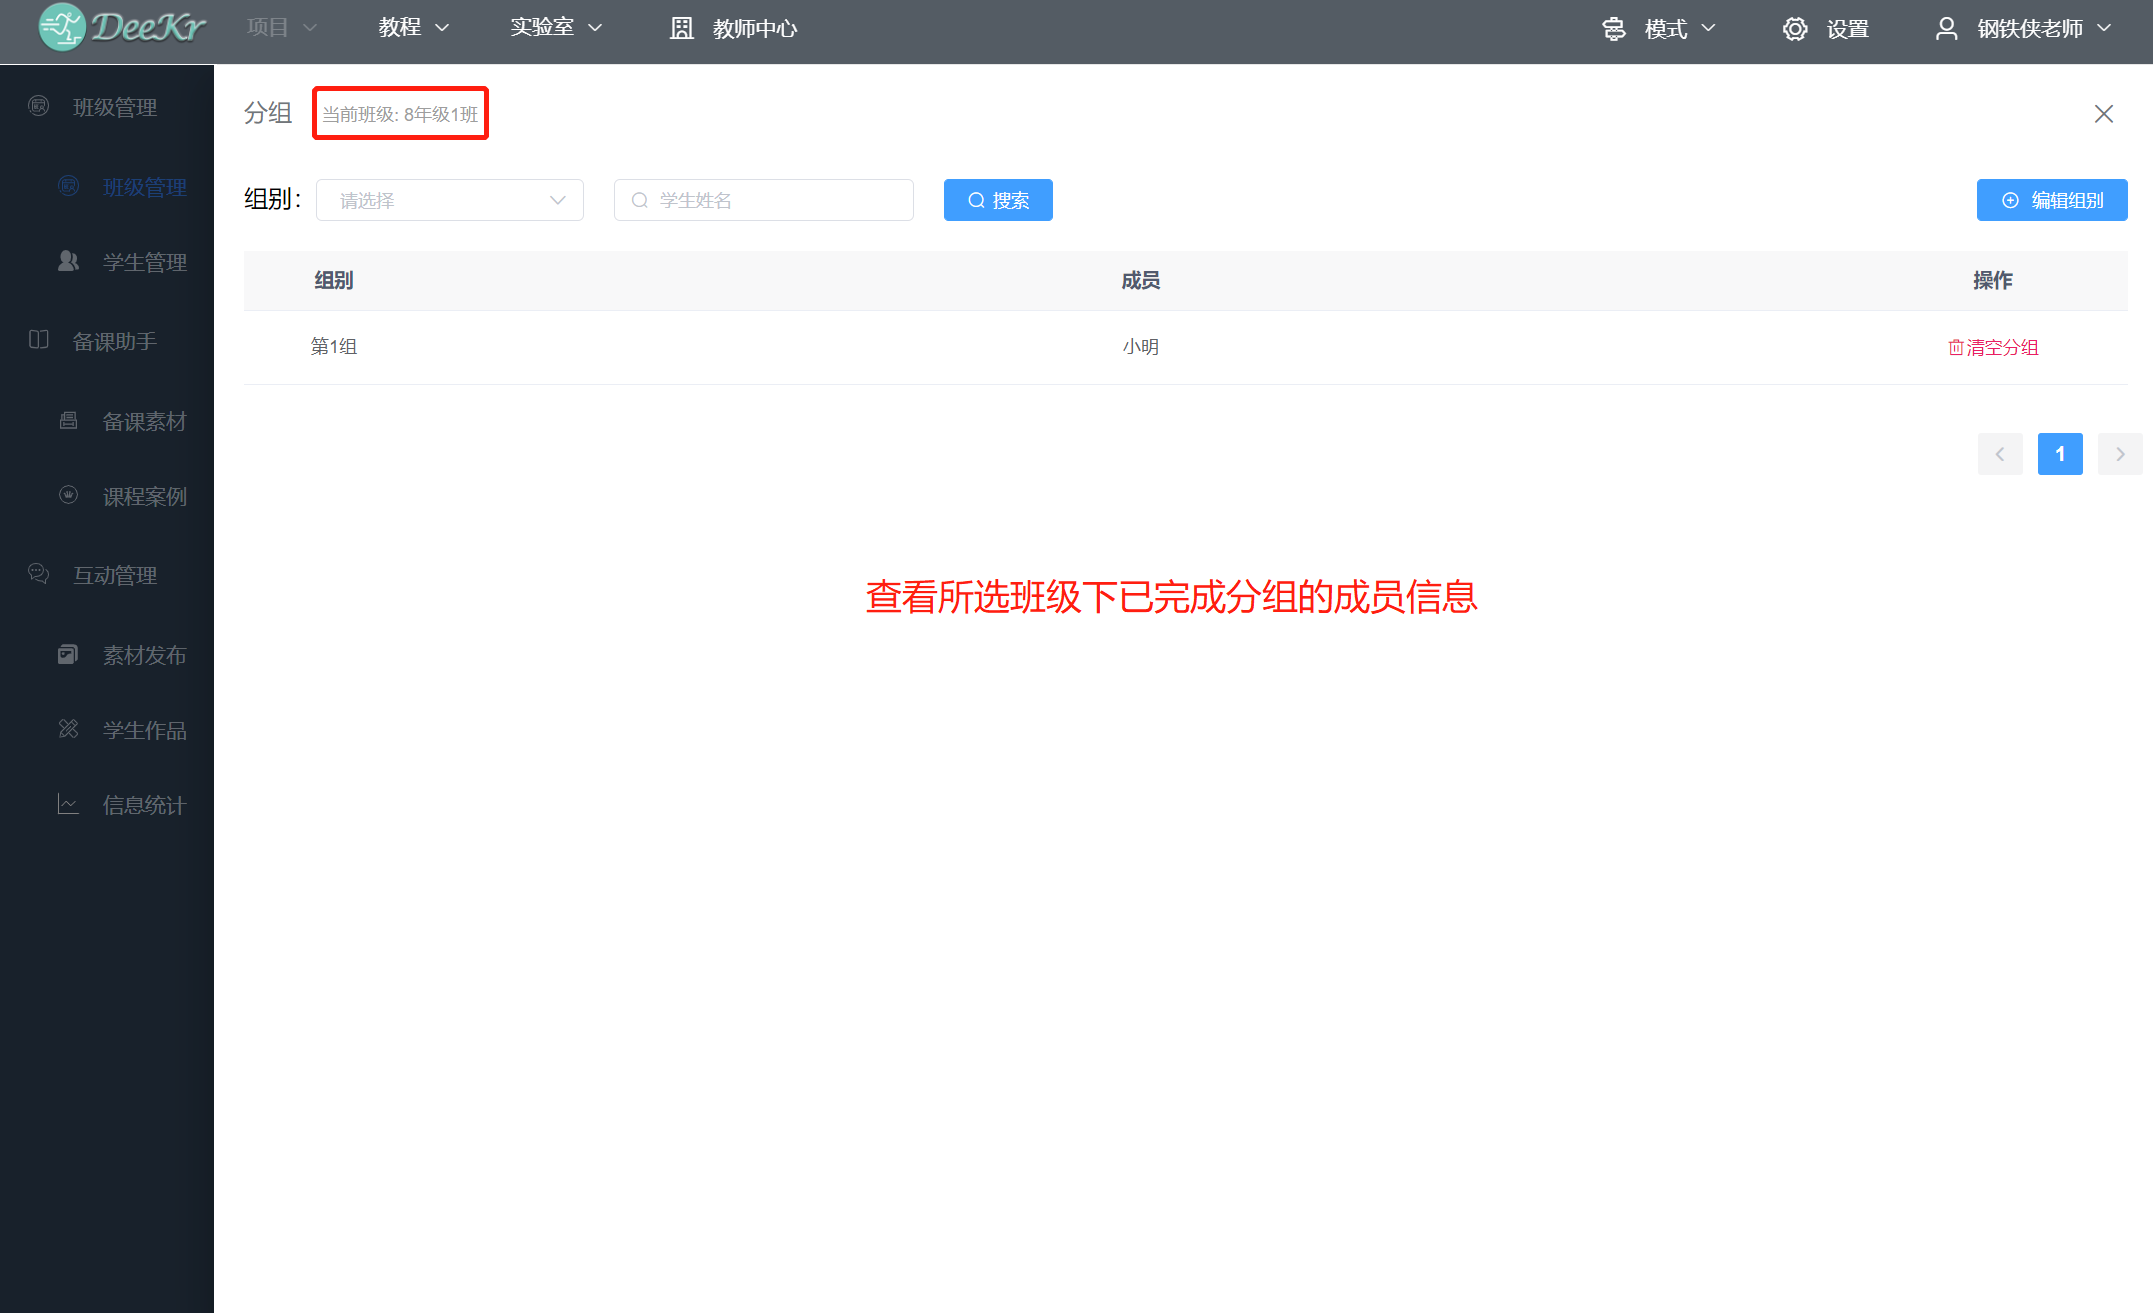 DeeKr 项目 教程 实验室 教师中心 模式 设置 钢铁侠老师
班级管理
班级管理
学生管理
备课助手
备课素材
课程案例
互动管理
素材发布
学生作品
信息统计
分组 当前班级: 8年级1班
组别： 请选择 学生姓名 搜索 编辑组别
组别 成员 操作
第1组 小明 清空分组
1
查看所选班级下已完成分组的成员信息